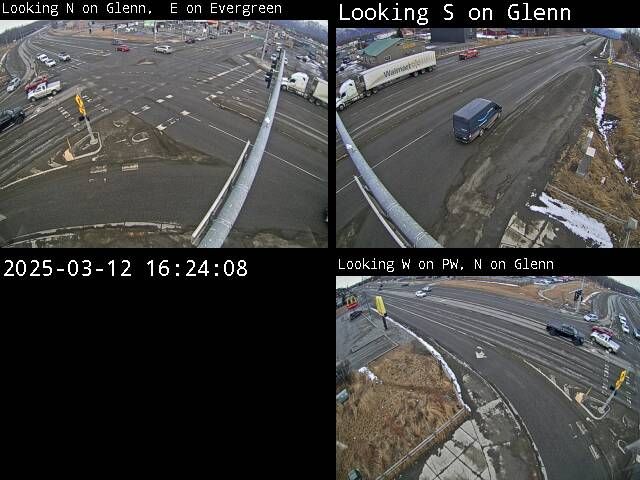 Looking N on Glenn,  E on Evergreen
Looking S on Glenn
Walmart
2025-03-12 16:24:08
Looking W on PW, N on Glenn